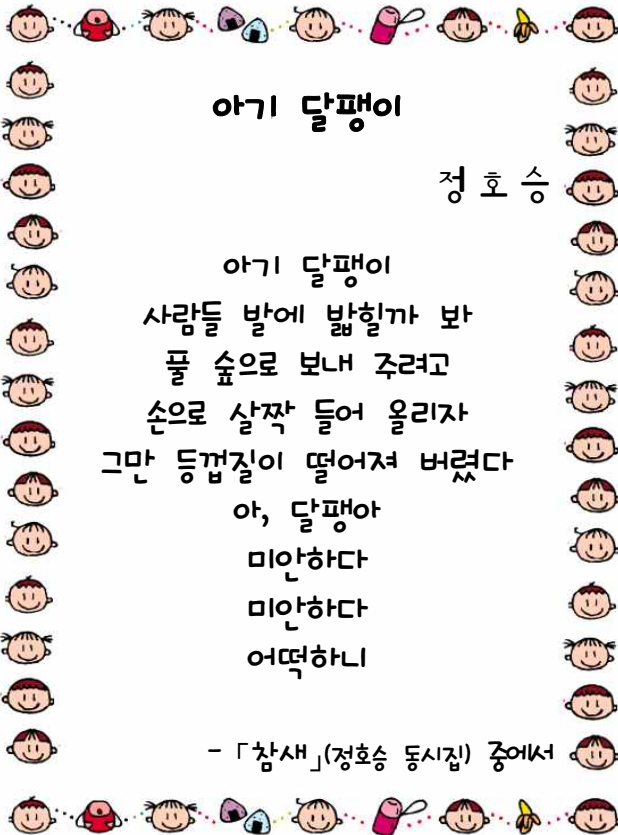 아기 달팽이
정 호 승
아기 달팽이
사람들 발에 밟힐까 봐
풀 숲으로 보내 주려고
손으로 살짝 들어 올리자
그만 등껍질이 떨어져 버렸다
아, 달팽아
미안하다
미안하다
어떡하니
- 「참새」(정호승 동시집) 중에서